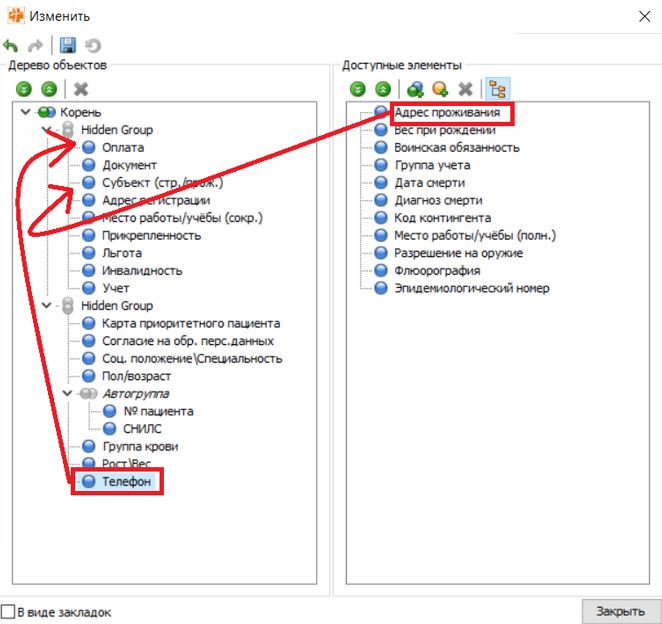 Изменить
Дерево объектов
Корень
Hidden Group
Оплата
Документ
Субъект (стр./прож.)
Адрес регистрации
Место работы/учёбы (сокр.)
Прикрепленность
Льгота
Инвалидность
Учет
Hidden Group
Карта приоритетного пациента
Согласие на обр. перс.данных
Соц. положение\Специальность
Пол/возраст
Автогруппа
№ пациента
СНИЛС
Группа крови
Рост\Вес
Телефон
Доступные элементы
Адрес проживания
Вес при рождении
Воинская обязанность
Группа учета
Дата смерти
Диагноз смерти
Код контингента
Место работы/учёбы (полн.)
Разрешение на оружие
Флюорография
Эпидемиологический номер
В виде закладок
Закрыть